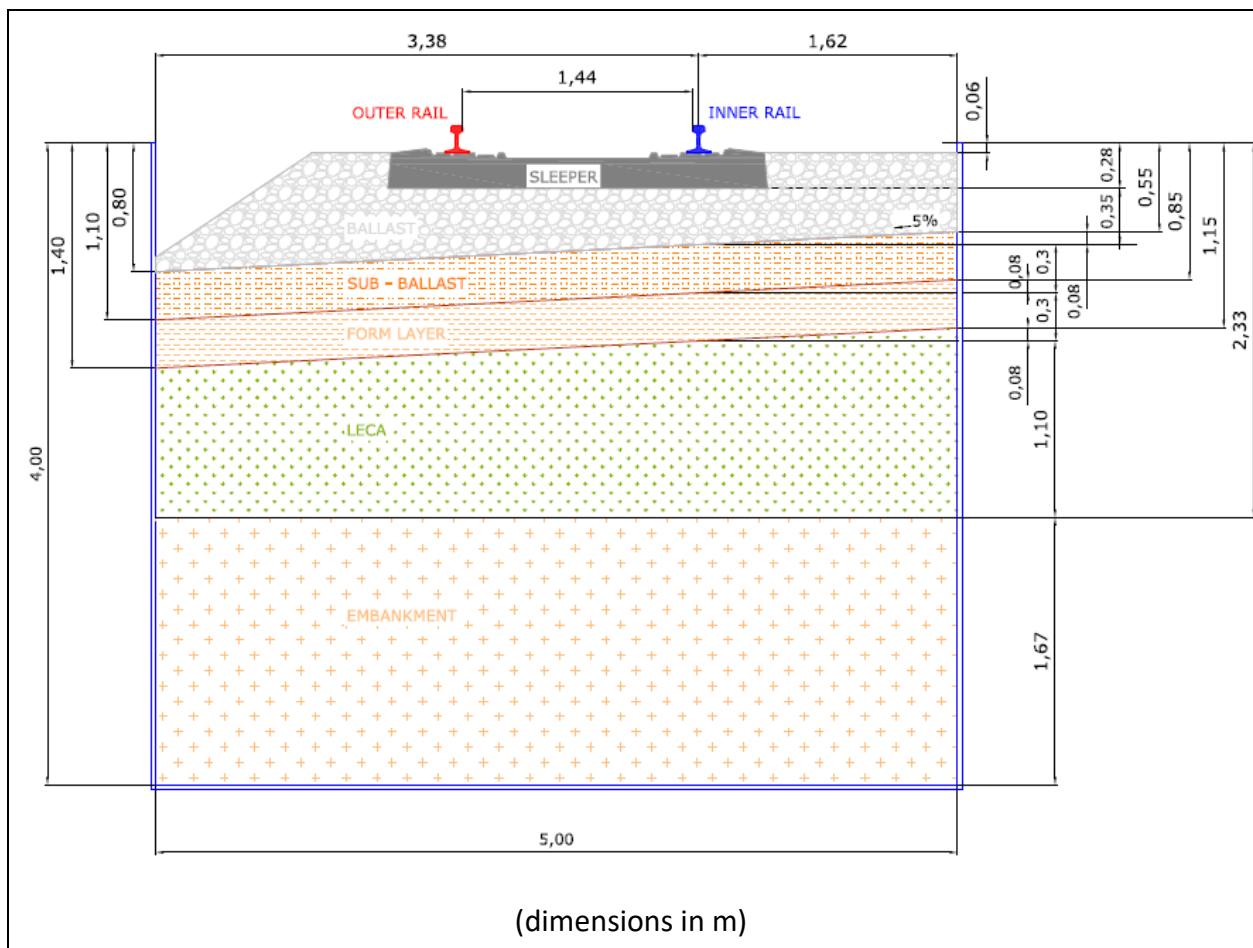 3,38
1,62
1,44
0,06
OUTER RAIL
INNER RAIL
SLEEPER
0,28
0,55
0,85
0,80
1,10
1,40
0,35
1,15
BALLAST
5%
SUB - BALLAST
0,08
0,3
0,08
FORM LAYER
0,3
2,33
0,08
1,10
LECA
4,00
EMBANKMENT
1,67
5,00
(dimensions in m)